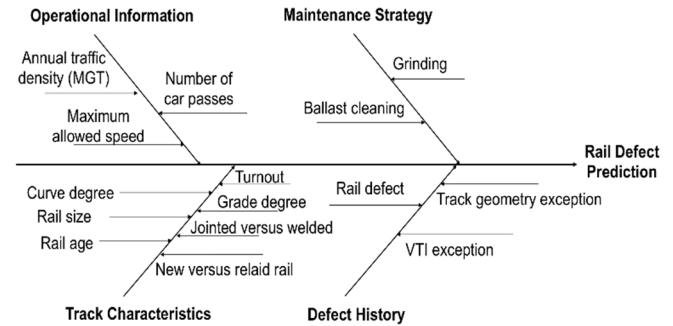 Operational Information
Maintenance Strategy
Annual traffic
density (MGT)
Number of
car passes
Maximum
allowed speed
Grinding
Ballast cleaning
Rail Defect
Prediction
Turnout
Curve degree
Grade degree
Rail size
Jointed versus welded
Rail age
New versus relaid rail
Rail defect
Track geometry exception
VTI exception
Track Characteristics
Defect History